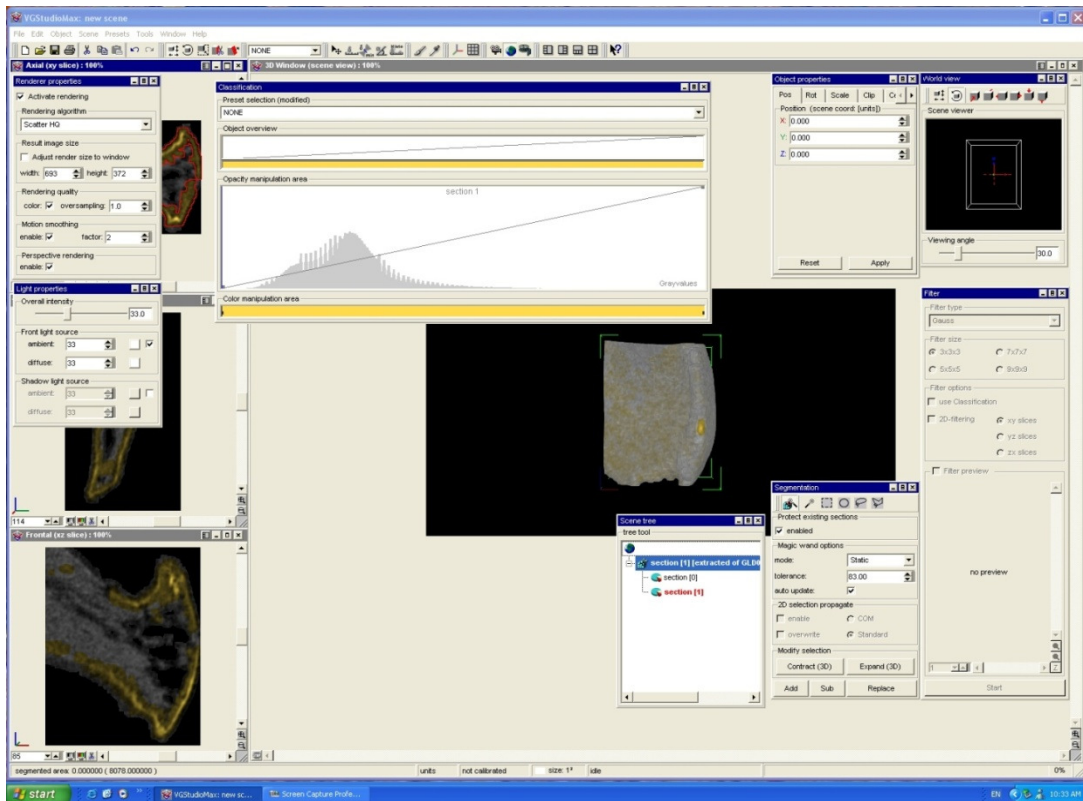 VGStudioMax: new scene
File Edit Object Scene Presets Tools Window Help
NONE
Axial (xy slice) : 100%
3D Window (scene view) : 100%
Renderer properties
Activate rendering
Rendering algorithm
Scatter HQ
Result image size
Adjust render size to window
width: 693 height: 372
Rendering quality
color: oversampling: 1.0
Motion smoothing
enable: factor: 2
Perspective rendering
enable:
Light properties
Overall intensity
33.0
Front light source
ambient: 33
diffuse: 33
Shadow light source
ambient: 33
diffuse: 33
114
Frontal (xz slice) : 100%
85
Classification
Preset selection (modified)
NONE
Object overview
Opacity manipulation area
section 1
Grayvalues
Color manipulation area
Object properties
Pos Rot Scale Clip
Position (scene coord. [units])
X: 0.000
Y: 0.000
Z: 0.000
Reset Apply
World view
Scene viewer
Viewing angle
30.0
Filter
Filter type
Gauss
Filter size
3x3x3 7x7x7
5x5x5 9x9x9
Filter options
use Classification
2D-filtering xy slices
yz slices
zx slices
Filter preview
no preview
1
Z
Start
Segmentation
Protect existing sections
enabled
Magic wand options
mode: Static
tolerance: 83.00
auto update:
2D selection propagate
enable COM
overwrite Standard
Modify selection
Contract (3D) Expand (3D)
Add Sub Replace
Scene tree
tree tool
section [1] [extracted of GLD0
section [0]
section [1]
segmented area: 0.000000 ( 8078.000000 ) units not calibrated size: 1³ idle 0%
start VGStudioMax: new sc... Screen Capture Profe... EN 10:33 AM